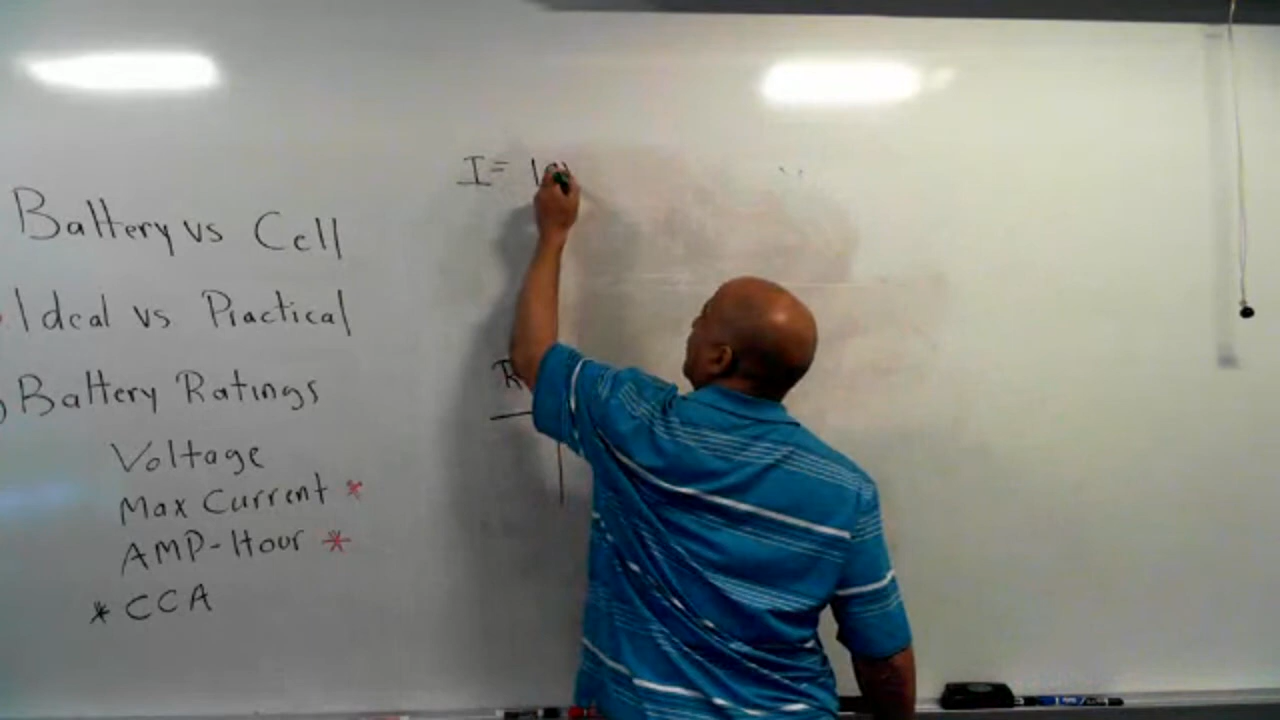 Battery vs Cell
Ideal vs Practical
Battery Ratings
Voltage
Max Current *
AMP-Hour *
* CCA
I =
R